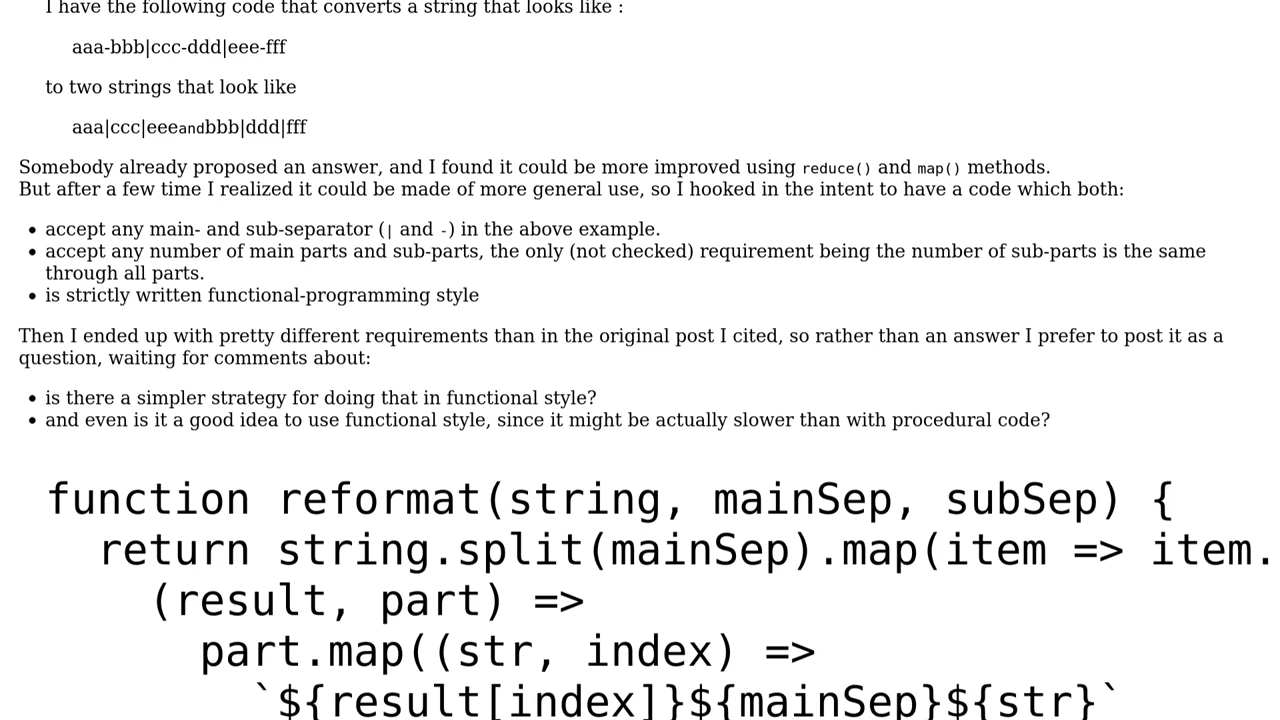 I have the following code that converts a string that looks like :
aaa-bbb|ccc-ddd|eee-fff
to two strings that look like
aaa|ccc|eeeandbbb|ddd|fff
Somebody already proposed an answer, and I found it could be more improved using reduce() and map() methods.
But after a few time I realized it could be made of more general use, so I hooked in the intent to have a code which both:
• accept any main- and sub-separator (| and -) in the above example.
• accept any number of main parts and sub-parts, the only (not checked) requirement being the number of sub-parts is the same
through all parts.
• is strictly written functional-programming style
Then I ended up with pretty different requirements than in the original post I cited, so rather than an answer I prefer to post it as a
question, waiting for comments about:
• is there a simpler strategy for doing that in functional style?
• and even is it a good idea to use functional style, since it might be actually slower than with procedural code?
function reformat(string, mainSep, subSep) {
return string.split(mainSep).map(item => item.
(result, part) =>
part.map((str, index) =>
`${result[index]}${mainSep}${str}`